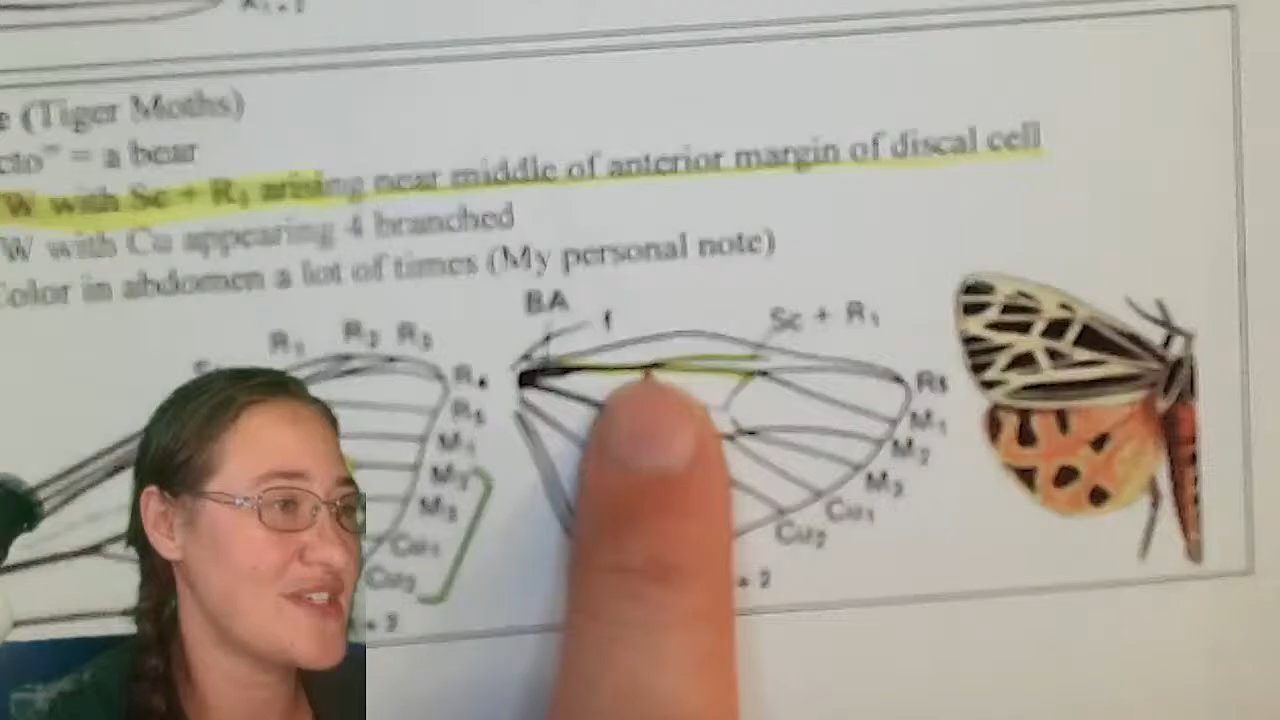 (Tiger Moths)
= a bear
W with Sc + R₁ arising near middle of anterior margin of discal cell
W with Cu appearing 4 branched
Color in abdomen a lot of times (My personal note)
BA
f
Sc + R₁
R₁ R₂ R₃
R₄
R₅
M₁
M₂
M₃
Cu₁
Cu₂
Rs
M₁
M₂
M₃
Cu₁
Cu₂
= 2